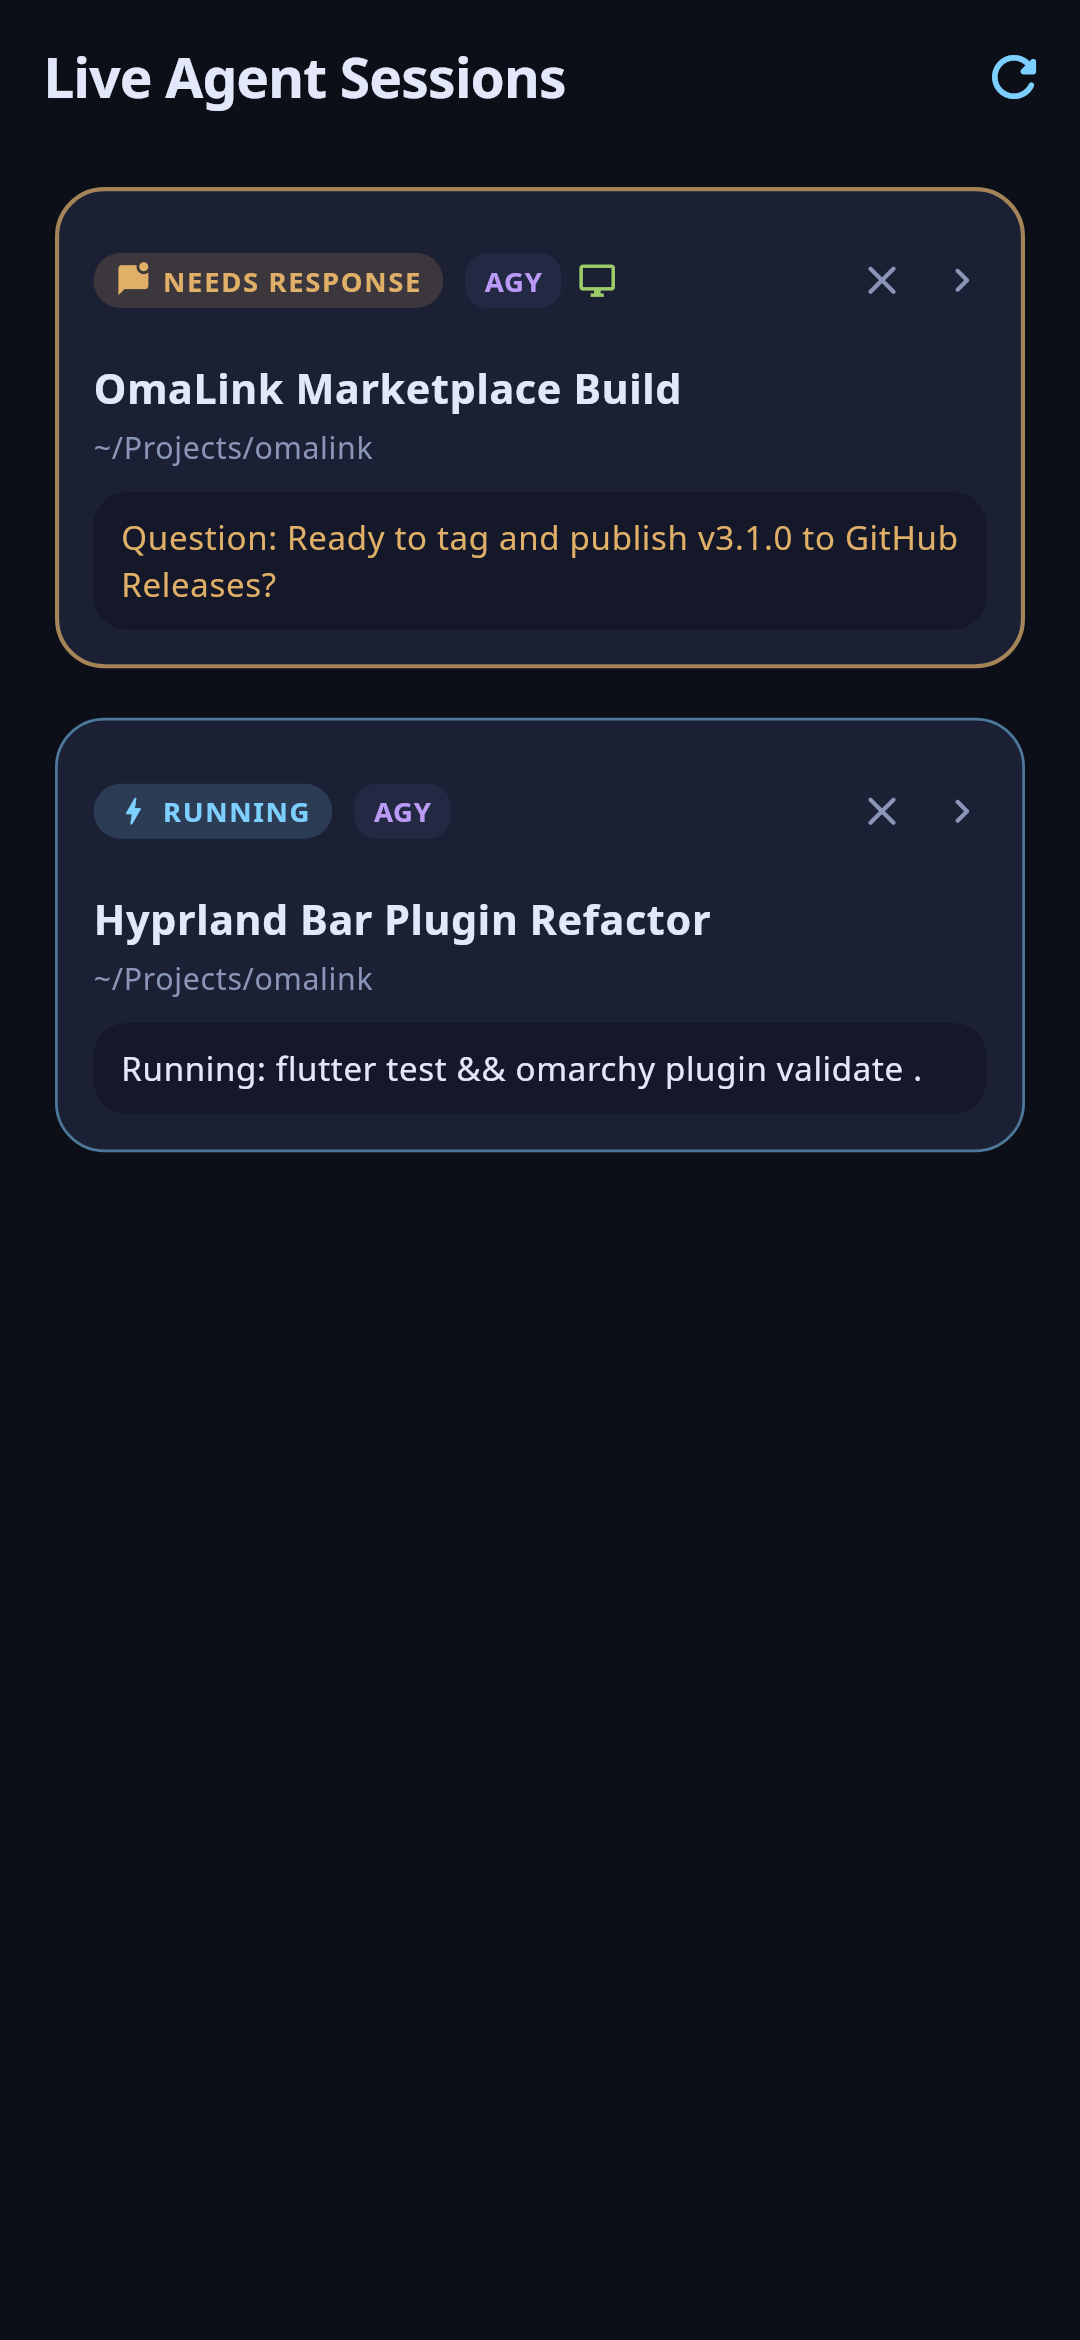 Live Agent Sessions
NEEDS RESPONSE AGY
OmaLink Marketplace Build
~/Projects/omalink
Question: Ready to tag and publish v3.1.0 to GitHub
Releases?
RUNNING AGY
Hyprland Bar Plugin Refactor
~/Projects/omalink
Running: flutter test && omarchy plugin validate .